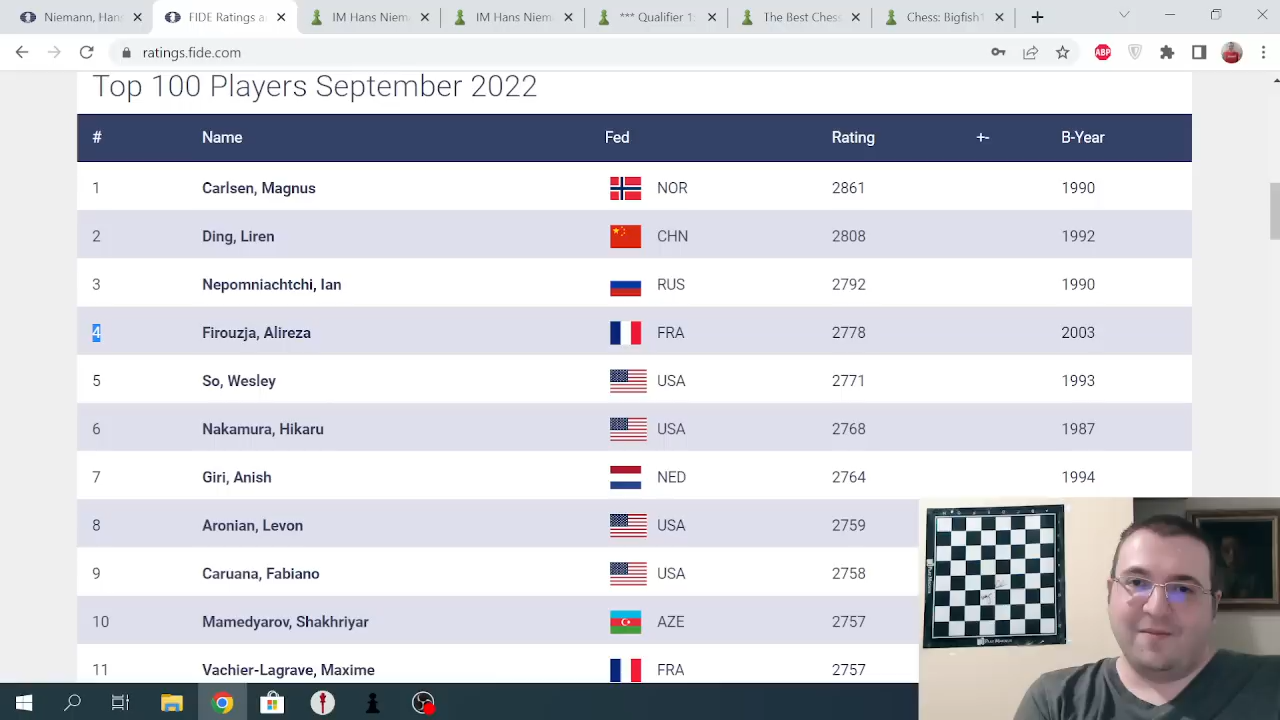 Niemann, Hans
FIDE Ratings a
IM Hans Niem
IM Hans Niem
*** Qualifier 1
The Best Chess
Chess: Bigfish1
ratings.fide.com
ABP
Top 100 Players September 2022
# Name Fed Rating +- B-Year
1 Carlsen, Magnus NOR 2861 1990
2 Ding, Liren CHN 2808 1992
3 Nepomniachtchi, Ian RUS 2792 1990
4 Firouzja, Alireza FRA 2778 2003
5 So, Wesley USA 2771 1993
6 Nakamura, Hikaru USA 2768 1987
7 Giri, Anish NED 2764 1994
8 Aronian, Levon USA 2759
9 Caruana, Fabiano USA 2758
10 Mamedyarov, Shakhriyar AZE 2757
11 Vachier-Lagrave, Maxime FRA 2757